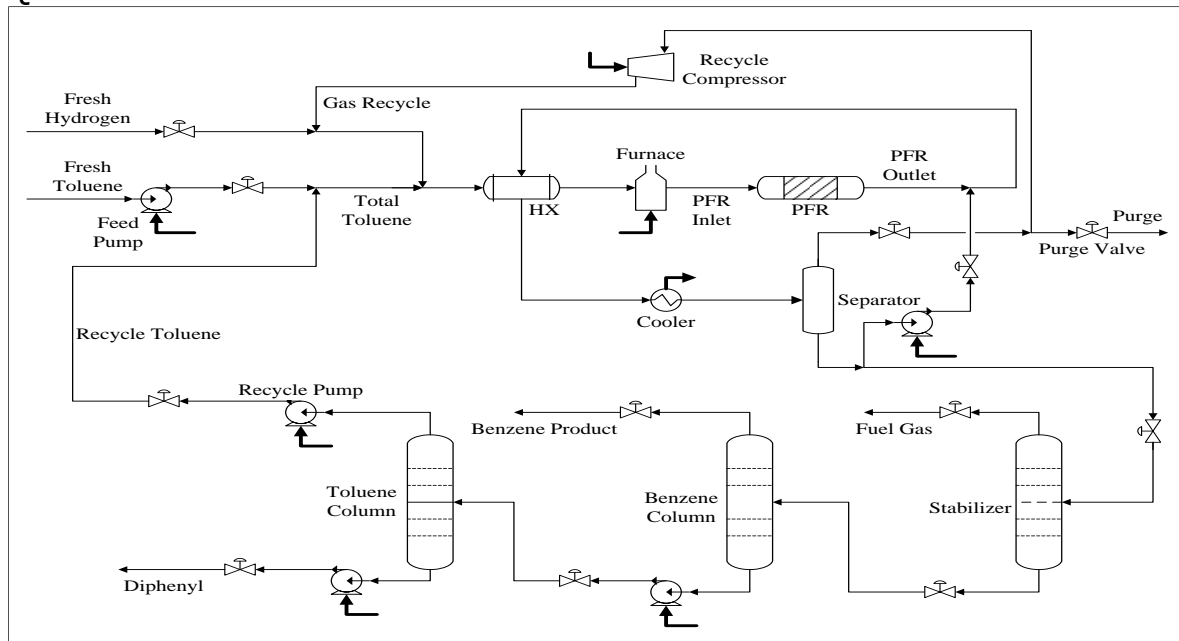 Recycle
Compressor
Fresh
Hydrogen
Gas Recycle
Fresh
Toluene
Feed
Pump
Total
Toluene
HX
Furnace
PFR
Inlet
PFR
PFR
Outlet
Purge
Purge Valve
Cooler
Separator
Recycle Toluene
Recycle Pump
Benzene Product
Fuel Gas
Toluene
Column
Benzene
Column
Stabilizer
Diphenyl